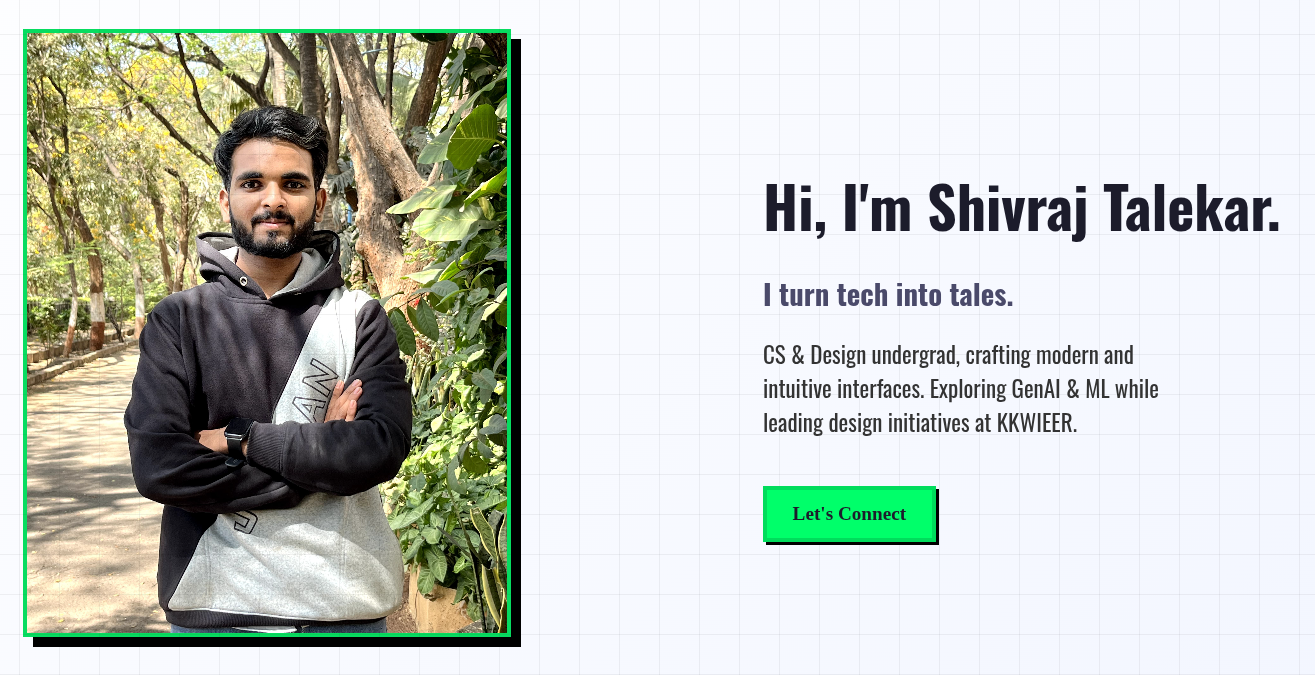 Hi, I'm Shivraj Talekar.
I turn tech into tales.
CS & Design undergrad, crafting modern and
intuitive interfaces. Exploring GenAI & ML while
leading design initiatives at KKWIEER.
Let's Connect
AN
J